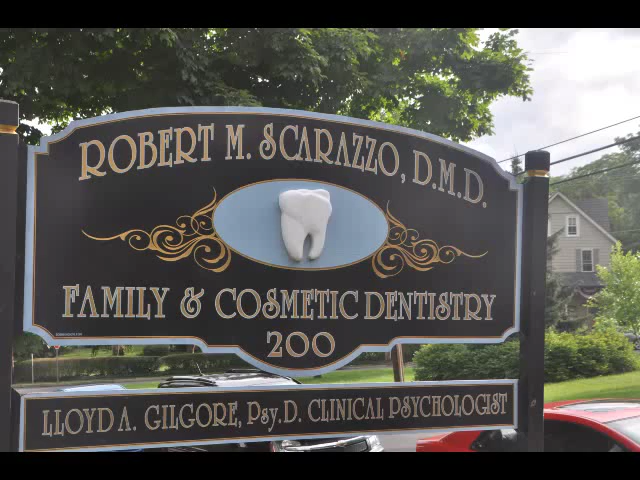 ROBERT M. SCARAZZO, D.M.D.
FAMILY & COSMETIC DENTISTRY
200
LLOYD A. GILGORE, Psy.D. CLINICAL PSYCHOLOGIST